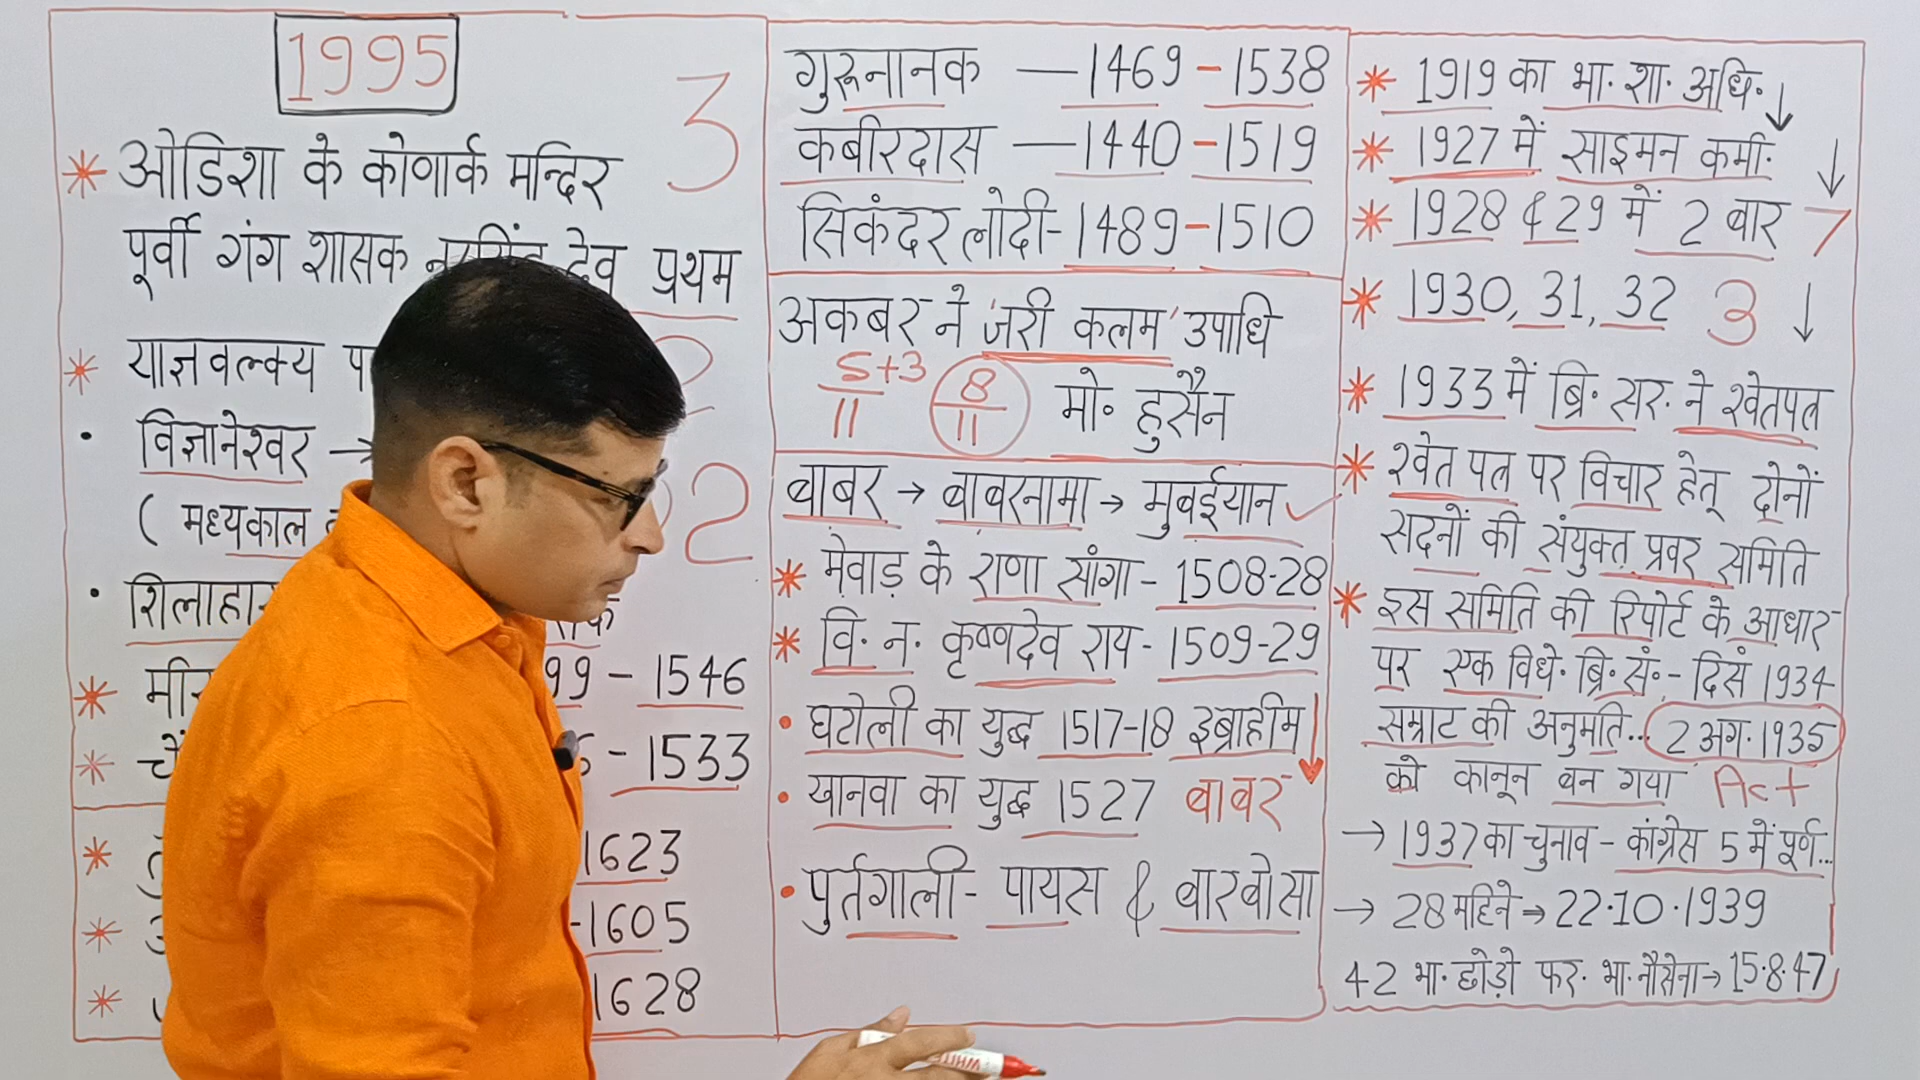 1995
3
* ओडिशा के कोणार्क मन्दिर
पूर्वी गंग शासक देव प्रथम
* याज्ञवल्क्य
• विज्ञानेश्वर →
( मध्यकाल
2
• शिलाहार
* 99 - 1546
* - 1533
* 1623
* -1605
* 1628
गुरूनानक — 1469 - 1538
कबीरदास — 1440 - 1519
सिकंदर लोदी - 1489 - 1510
अकबर ने 'जरी कलम' उपाधि
5+3/11 8/11 मो॰ हुसैन
बाबर → बाबरनामा → मुबईयान ✓
* मेवाड़ के राणा सांगा - 1508-28
* वि॰ न॰ कृष्णदेव राय - 1509-29
• घटोली का युद्ध 1517-18 इब्राहीम
• खानवा का युद्ध 1527 बाबर
• पुर्तगाली - पायस & बारबोसा
* 1919 का भा॰ शा॰ अधि॰ ↓
* 1927 में साइमन कमी॰ ↓
* 1928 & 29 में 2 बार 7
* 1930, 31, 32 3 ↓
* 1933 में ब्रि॰ सर॰ ने श्वेतपत्र
* श्वेत पत्र पर विचार हेतू दोनों
सदनों की संयुक्त प्रवर समिति
* इस समिति की रिपोर्ट के आधार
पर एक विधे॰ ब्रि॰ सं॰ - दिसं 1934
सम्राट की अनुमति... 2 अग॰ 1935
को कानून बन गया Act
→ 1937 का चुनाव - कांग्रेस 5 में पूर्ण...
→ 28 महिने → 22·10·1939
42 भा॰ छोड़ो फर॰ भा॰ नौसेना → 15·8·47